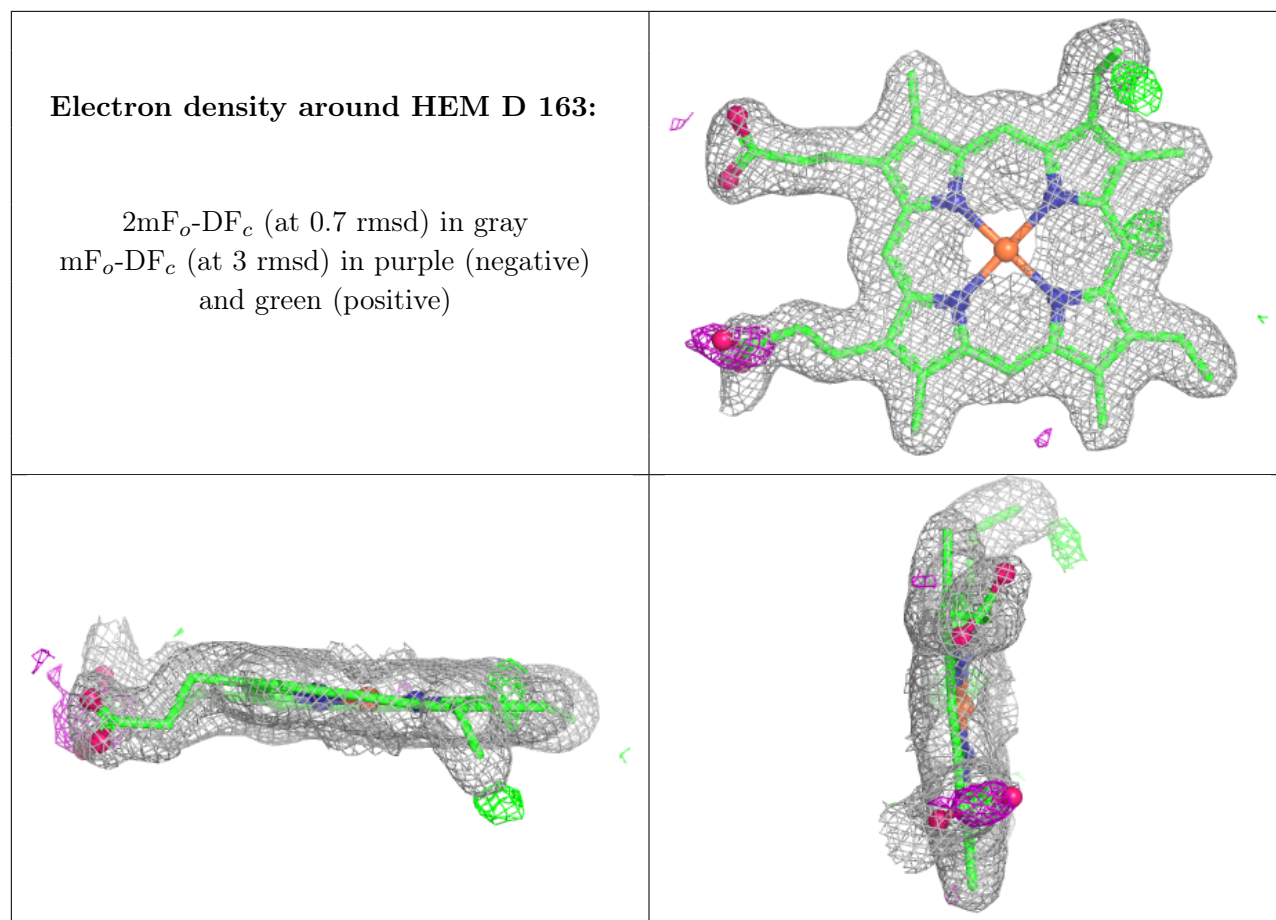 Electron density around HEM D 163:
2mFo-DFc (at 0.7 rmsd) in gray
mFo-DFc (at 3 rmsd) in purple (negative)
and green (positive)